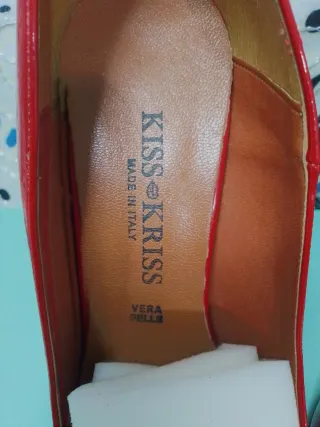 KISS KRISS
MADE IN ITALY
VERA
PELLE